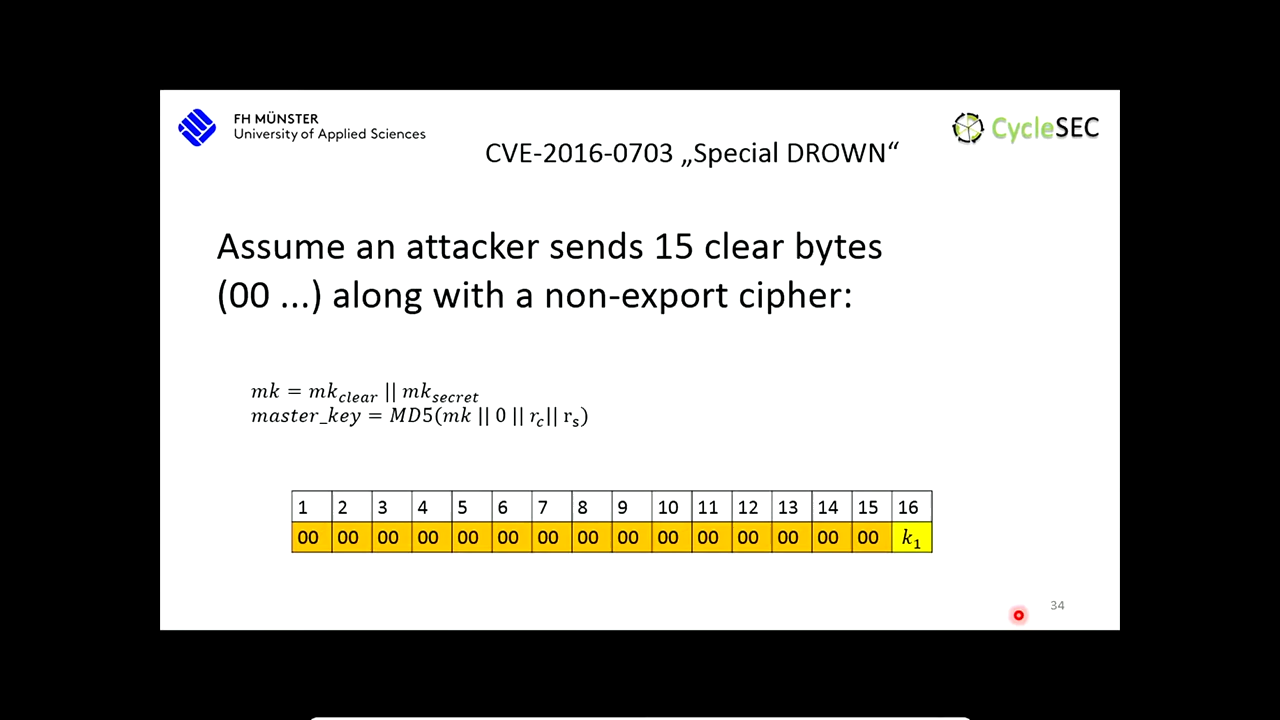 FH MÜNSTER
University of Applied Sciences
CycleSEC
CVE-2016-0703 „Special DROWN“
Assume an attacker sends 15 clear bytes
(00 ...) along with a non-export cipher:
mk = mk_clear || mk_secret
master_key = MD5(mk || 0 || r_c || r_s)
1 2 3 4 5 6 7 8 9 10 11 12 13 14 15 16
00 00 00 00 00 00 00 00 00 00 00 00 00 00 00 k_1
34